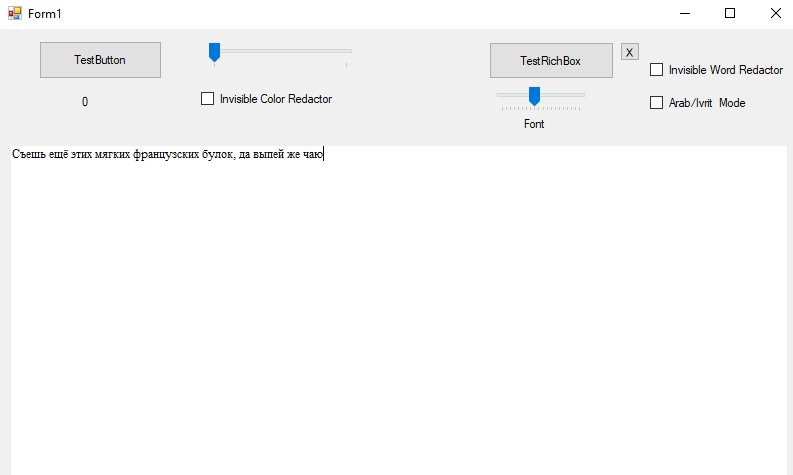 Form1
TestButton
TestRichBox
X
Invisible Word Redactor
0
Invisible Color Redactor
Arab/Ivrit Mode
Font
Съешь ещё этих мягких французских булок, да выпей же чаю